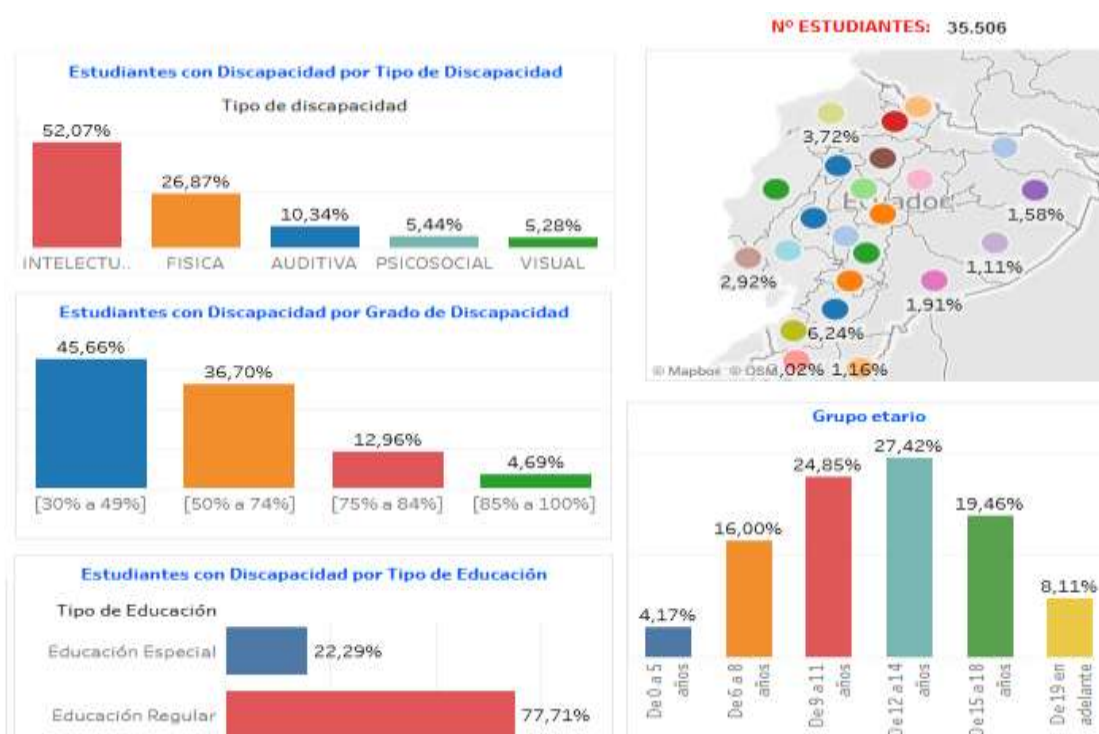 Nº ESTUDIANTES: 35.506
Estudiantes con Discapacidad por Tipo de Discapacidad
Tipo de discapacidad
52,07%
26,87%
10,34%
5,44%
5,28%
INTELECTU.. FISICA AUDITIVA PSICOSOCIAL VISUAL
Estudiantes con Discapacidad por Grado de Discapacidad
45,66%
36,70%
12,96%
4,69%
[30% a 49%] [50% a 74%] [75% a 84%] [85% a 100%]
Estudiantes con Discapacidad por Tipo de Educación
Tipo de Educación
Educación Especial 22,29%
Educación Regular 77,71%
3,72%
Ecuador
1,58%
1,11%
2,92%
1,91%
6,24%
© Mapbox © OSM ,02% 1,16%
Grupo etario
27,42%
24,85%
19,46%
16,00%
8,11%
4,17%
De 0 a 5 años
De 6 a 8 años
De 9 a 11 años
De 12 a 14 años
De 15 a 18 años
De 19 en adelante